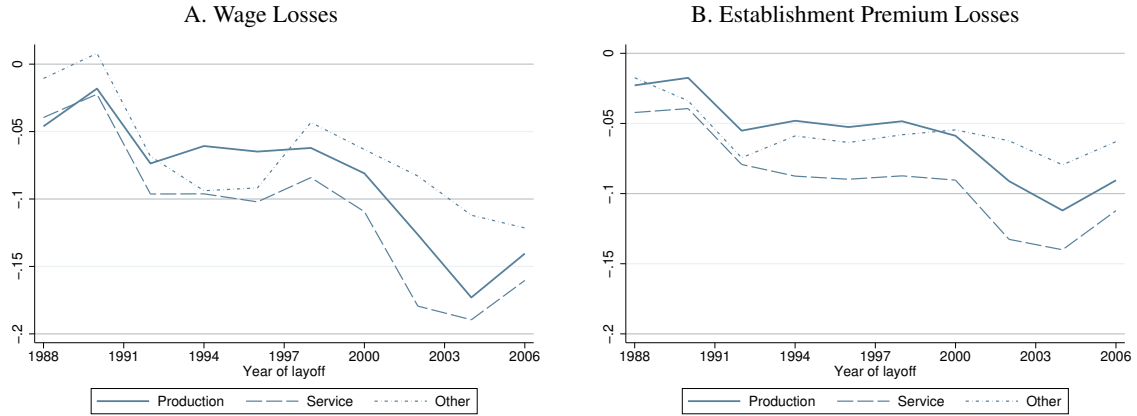 A. Wage Losses
0
-.05
-.1
-.15
-.2
1988 1991 1994 1997 2000 2003 2006
Year of layoff
Production Service Other
B. Establishment Premium Losses
0
-.05
-.1
-.15
-.2
1988 1991 1994 1997 2000 2003 2006
Year of layoff
Production Service Other